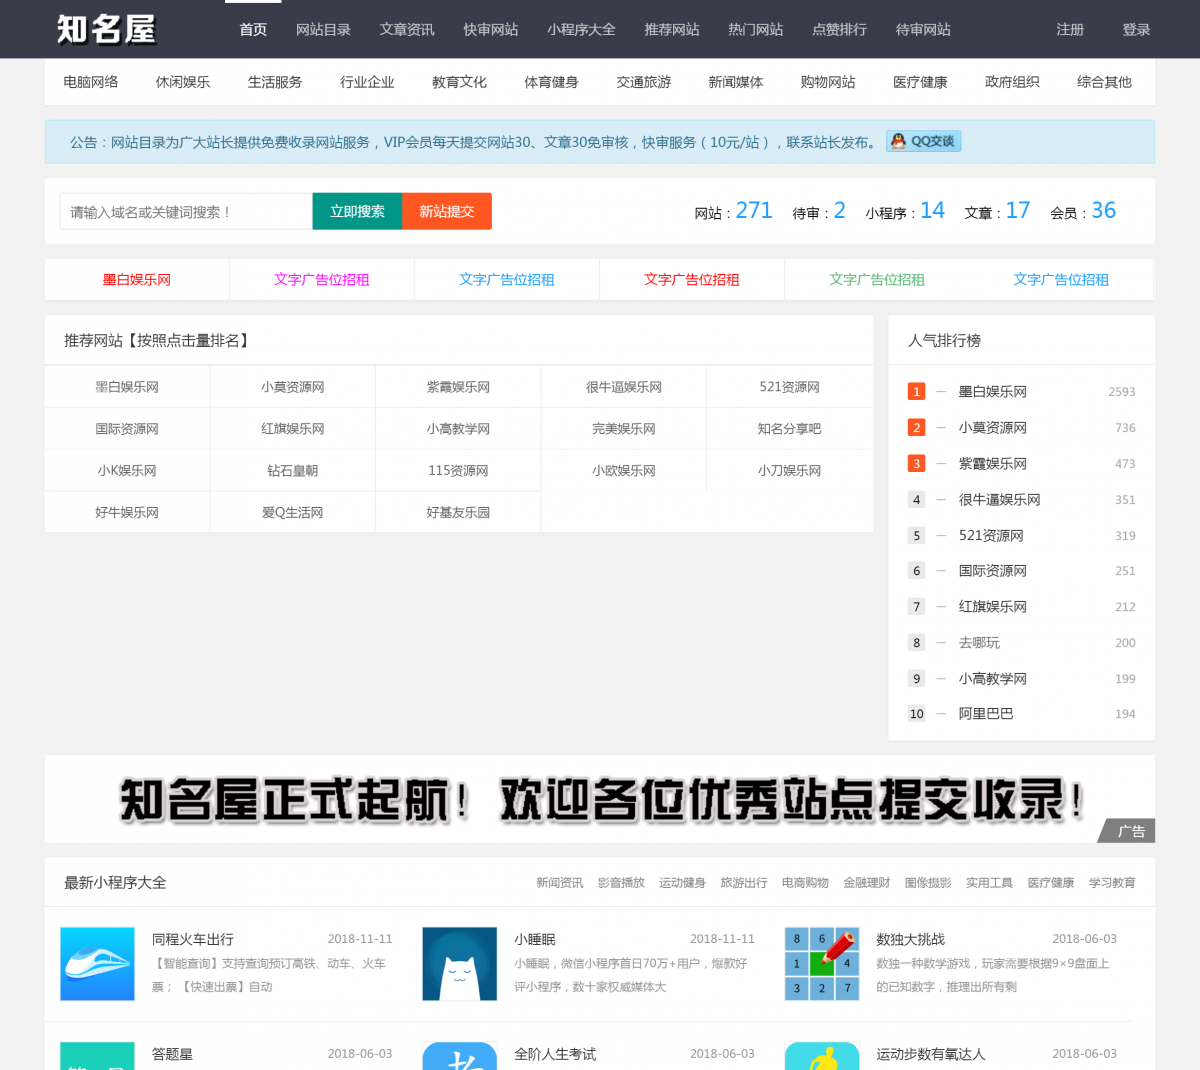 知名屋
首页 网站目录 文章资讯 快审网站 小程序大全 推荐网站 热门网站 点赞排行 待审网站 注册 登录
电脑网络 休闲娱乐 生活服务 行业企业 教育文化 体育健身 交通旅游 新闻媒体 购物网站 医疗健康 政府组织 综合其他
公告：网站目录为广大站长提供免费收录网站服务，VIP会员每天提交网站30、文章30免审核，快审服务（10元/站），联系站长发布。 QQ交谈
请输入域名或关键词搜索！ 立即搜索 新站提交 网站：271 待审：2 小程序：14 文章：17 会员：36
墨白娱乐网 文字广告位招租 文字广告位招租 文字广告位招租 文字广告位招租 文字广告位招租
推荐网站【按照点击量排名】
墨白娱乐网 小莫资源网 紫霞娱乐网 很牛逼娱乐网 521资源网
国际资源网 红旗娱乐网 小高教学网 完美娱乐网 知名分享吧
小K娱乐网 钻石皇朝 115资源网 小欧娱乐网 小刀娱乐网
好牛娱乐网 爱Q生活网 好基友乐园
人气排行榜
1 — 墨白娱乐网 2593
2 — 小莫资源网 736
3 — 紫霞娱乐网 473
4 — 很牛逼娱乐网 351
5 — 521资源网 319
6 — 国际资源网 251
7 — 红旗娱乐网 212
8 — 去哪玩 200
9 — 小高教学网 199
10 — 阿里巴巴 194
知名屋正式起航！欢迎各位优秀站点提交收录！
广告
最新小程序大全 新闻资讯 影音播放 运动健身 旅游出行 电商购物 金融理财 图像摄影 实用工具 医疗健康 学习教育
同程火车出行 2018-11-11
【智能查询】支持查询预订高铁、动车、火车
票； 【快速出票】自动
小睡眠 2018-11-11
小睡眠，微信小程序首日70万+用户，爆款好
评小程序，数十家权威媒体大
8 6
1 4
3 2 7
数独大挑战 2018-06-03
数独一种数学游戏，玩家需要根据9×9盘面上
的已知数字，推理出所有剩
答题星 2018-06-03
全阶人生考试 2018-06-03
运动步数有氧达人 2018-06-03